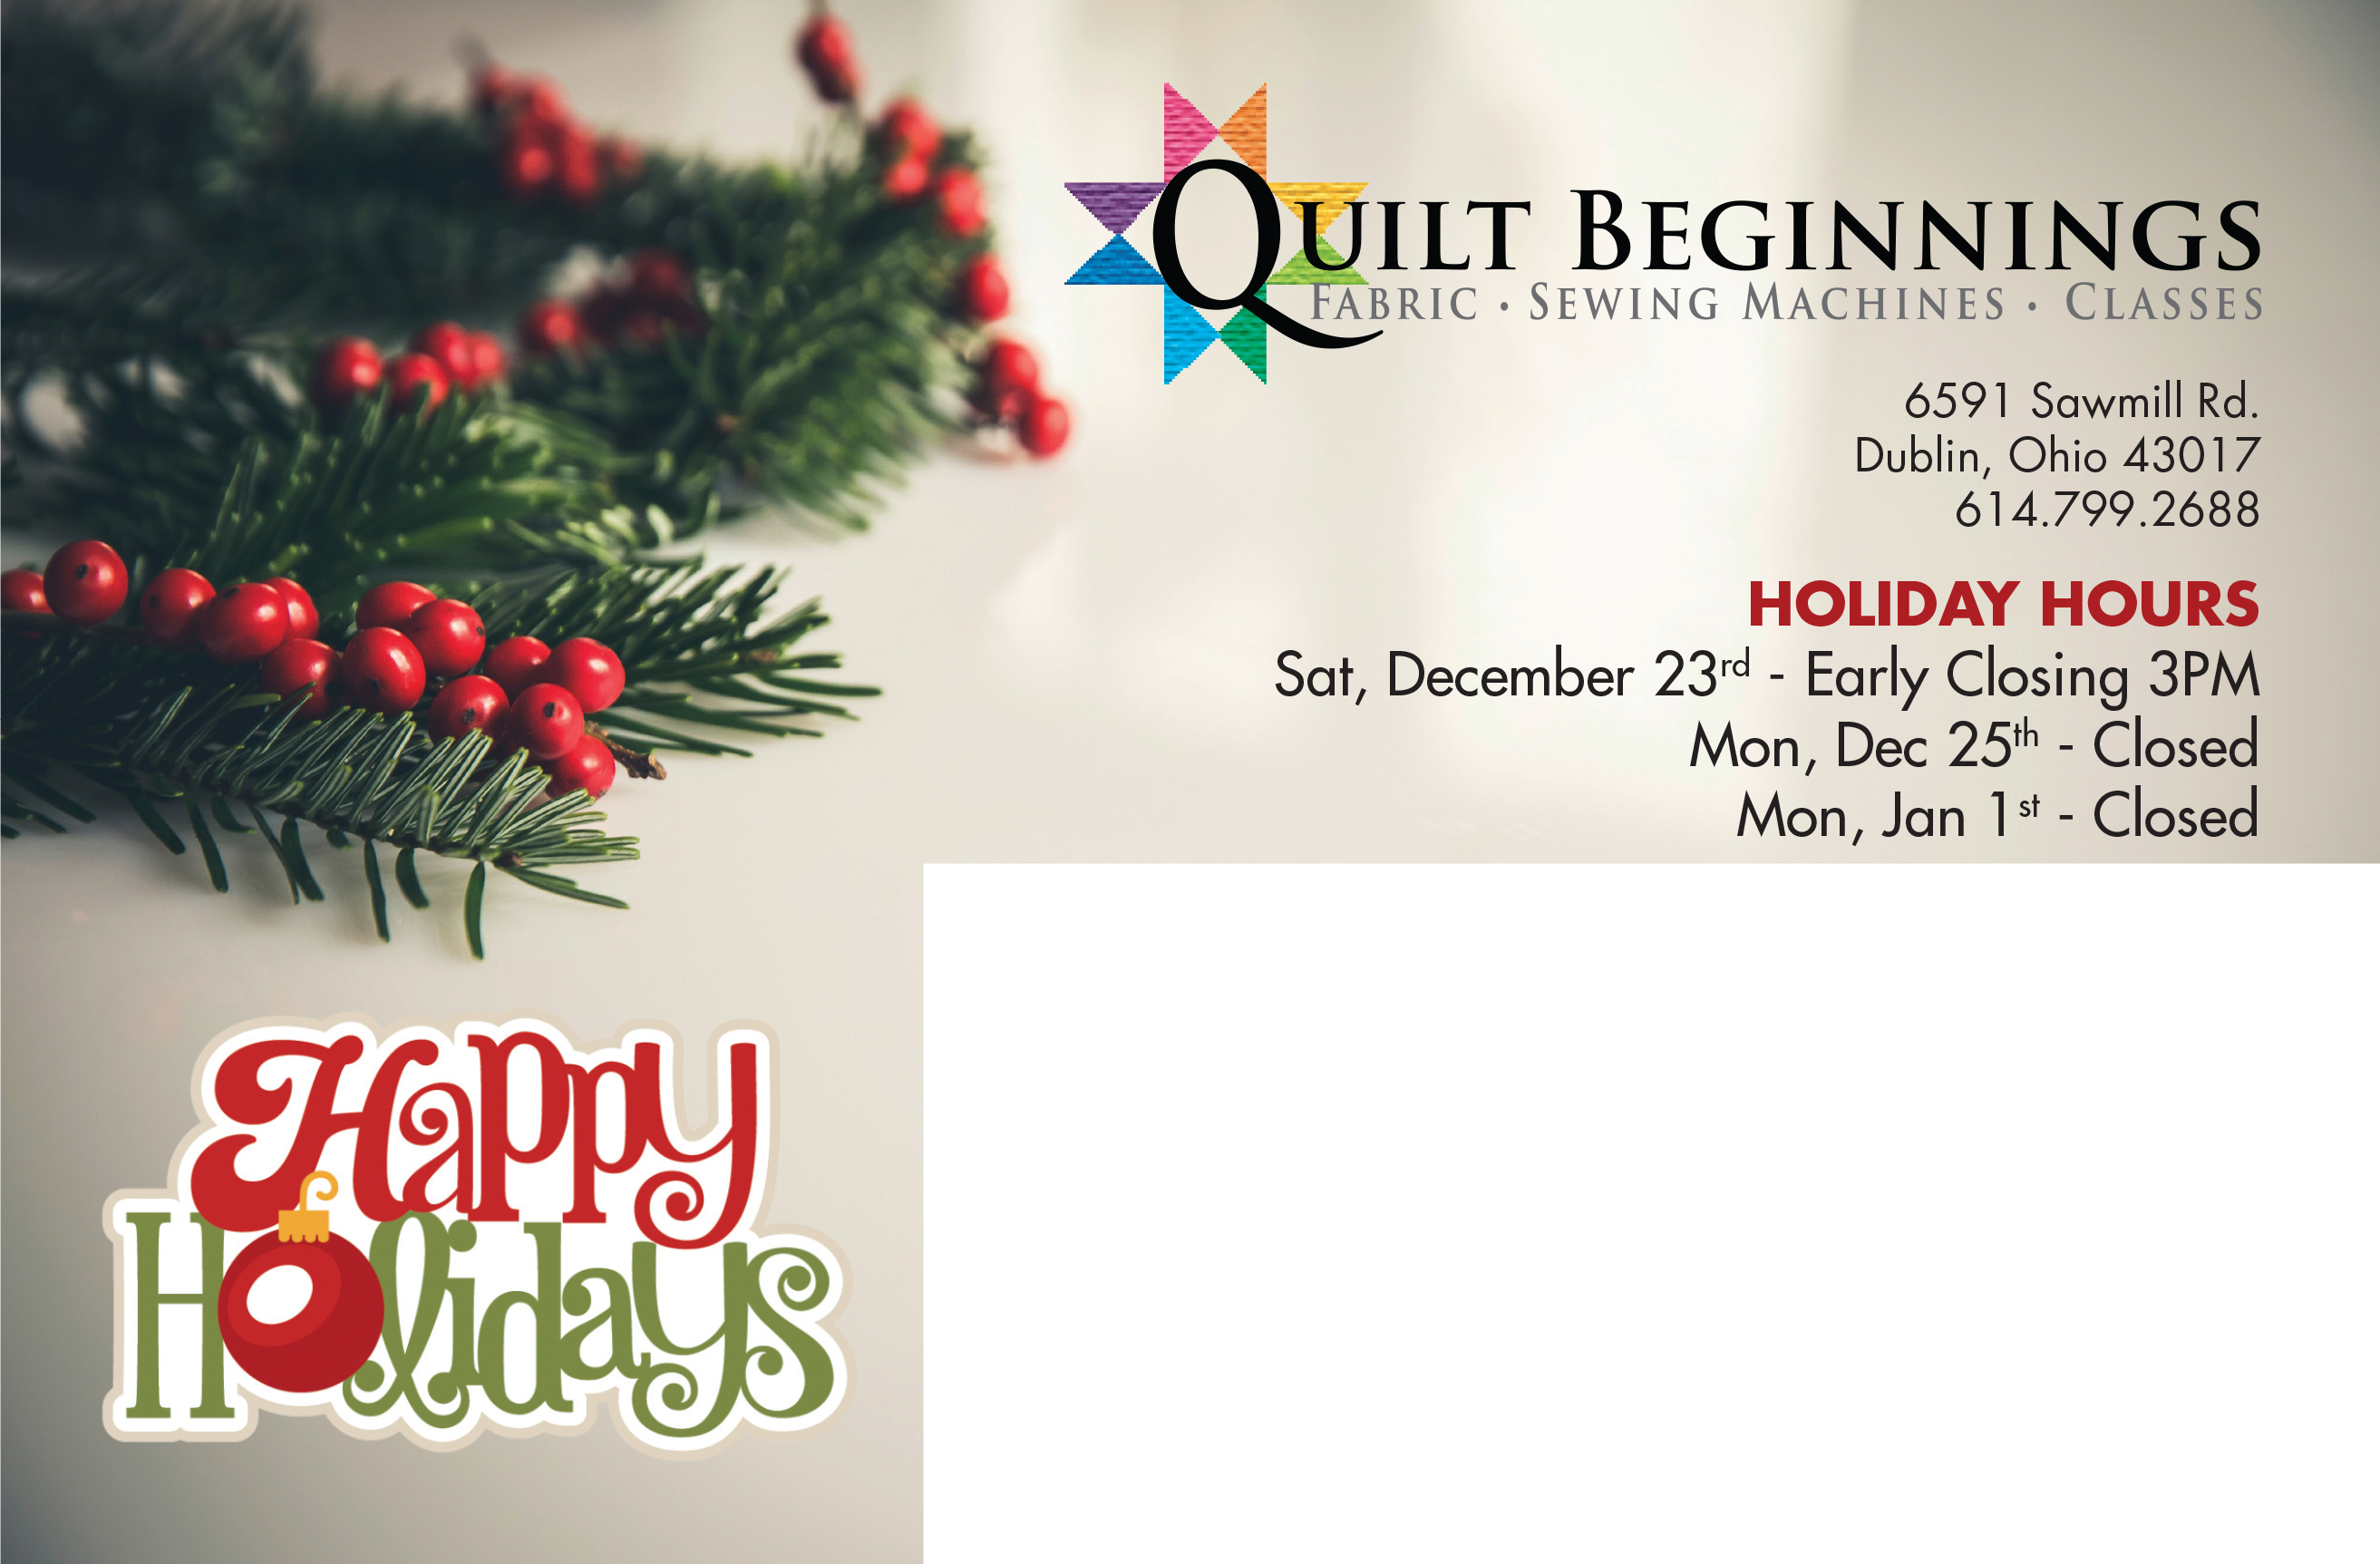 QUILT BEGINNINGS
FABRIC • SEWING MACHINES • CLASSES
6591 Sawmill Rd.
Dublin, Ohio 43017
614.799.2688
HOLIDAY HOURS
Sat, December 23rd - Early Closing 3PM
Mon, Dec 25th - Closed
Mon, Jan 1st - Closed
Happy
Holidays